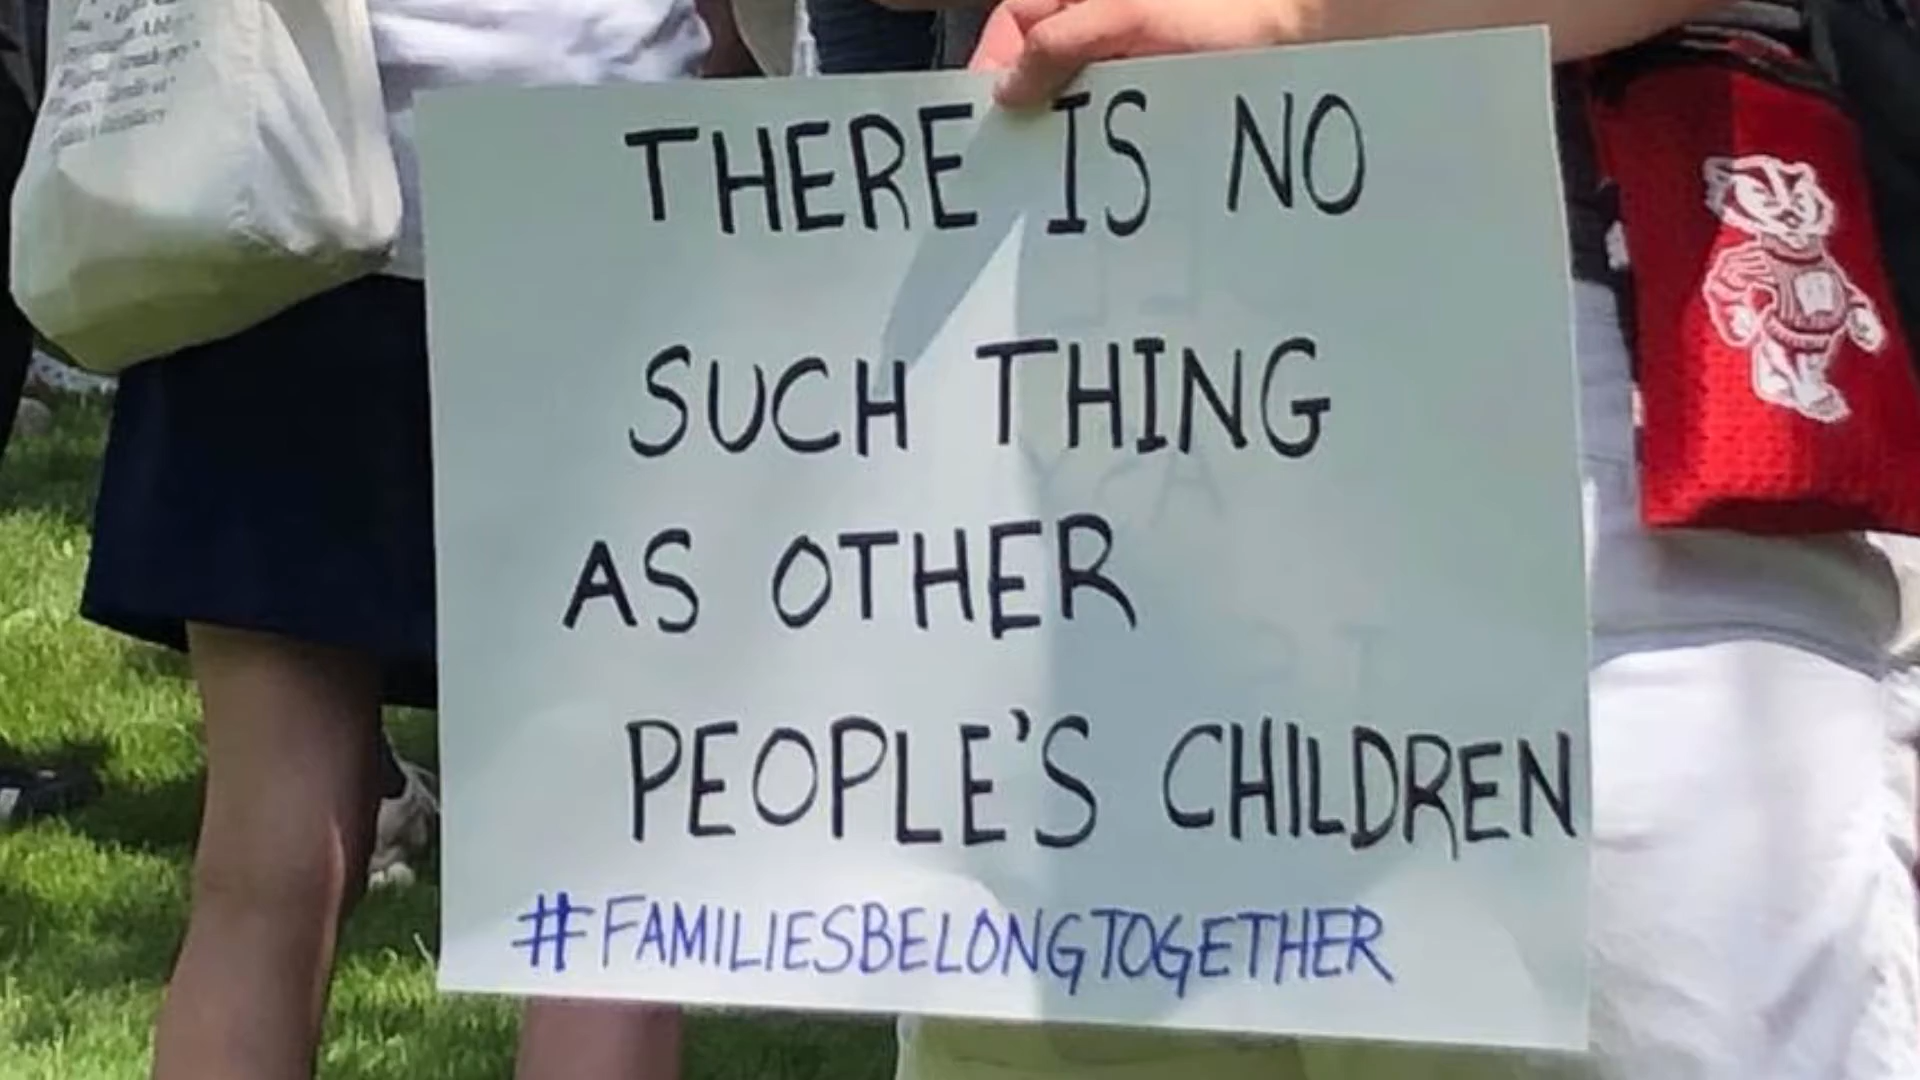 THERE IS NO
SUCH THING
AS OTHER
PEOPLE'S CHILDREN
#FAMILIESBELONGTOGETHER